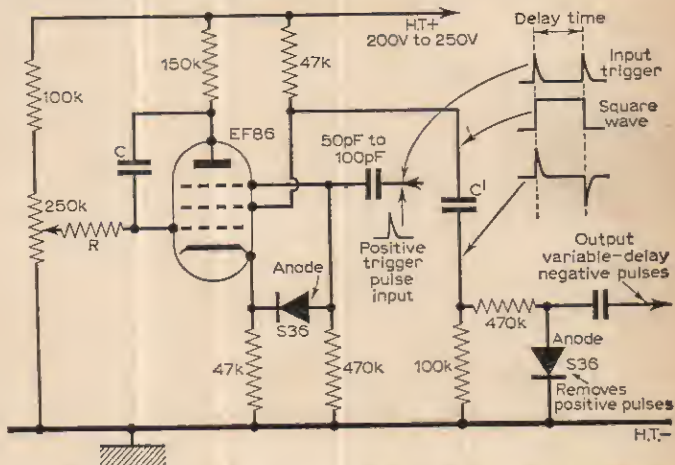 H.T+
200V to 250V
Delay time
150k
47k
Input
trigger
100k
EF86
Square
wave
50pF to
100pF
C
C'
250k
R
Positive
trigger
pulse
input
Output
variable-delay
negative pulses
Anode
S36
470k
Anode
S36
47k
470k
100k
Removes
positive pulses
H.T.-